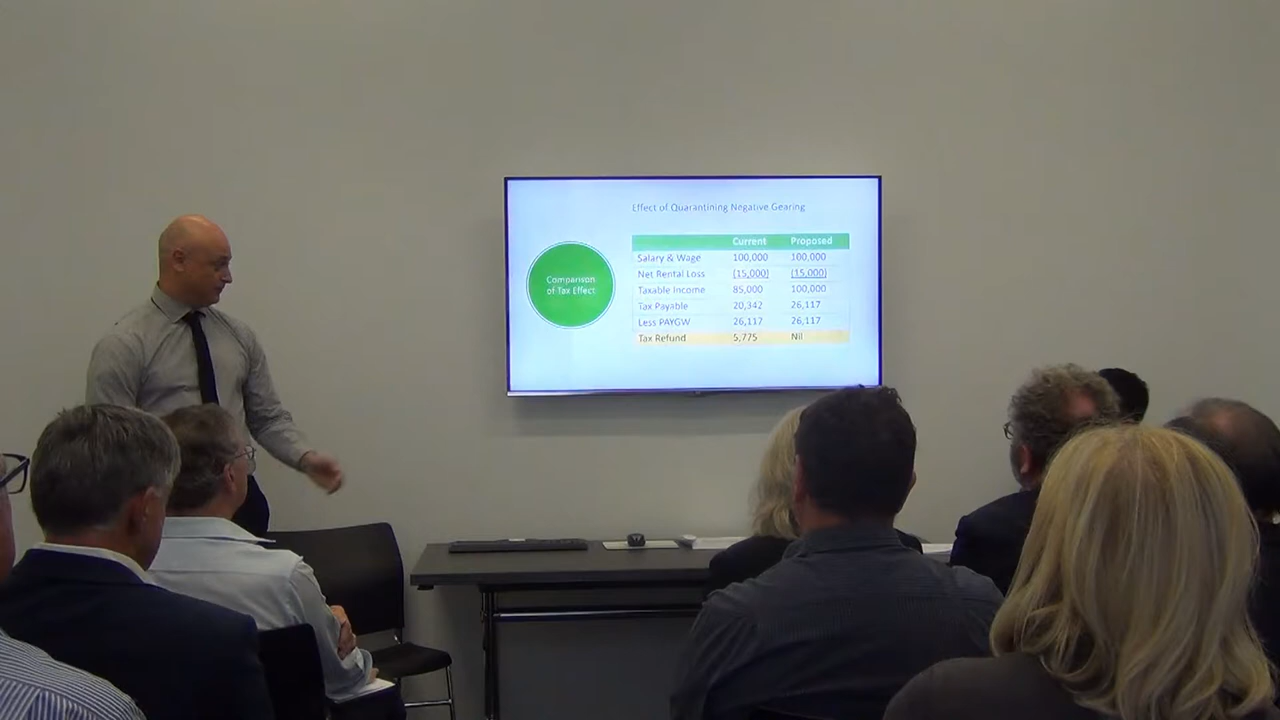 Effect of Quarantining Negative Gearing
Comparison
of Tax Effect
Current Proposed
Salary & Wage 100,000 100,000
Net Rental Loss (15,000) (15,000)
Taxable Income 85,000 100,000
Tax Payable 20,342 26,117
Less PAYGW 26,117 26,117
Tax Refund 5,775 Nil